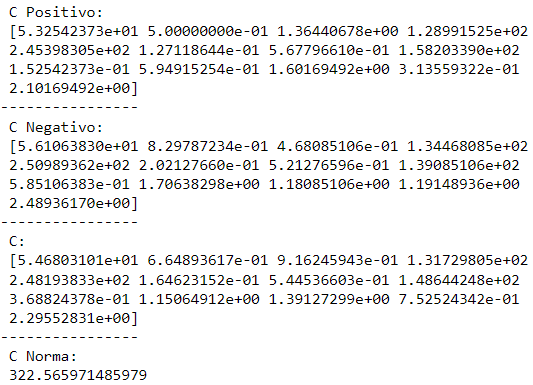 C Positivo:
[5.32542373e+01 5.00000000e-01 1.36440678e+00 1.28991525e+02
2.45398305e+02 1.27118644e-01 5.67796610e-01 1.58203390e+02
1.52542373e-01 5.94915254e-01 1.60169492e+00 3.13559322e-01
2.10169492e+00]
----------------
C Negativo:
[5.61063830e+01 8.29787234e-01 4.68085106e-01 1.34468085e+02
2.50989362e+02 2.02127660e-01 5.21276596e-01 1.39085106e+02
5.85106383e-01 1.70638298e+00 1.18085106e+00 1.19148936e+00
2.48936170e+00]
----------------
C:
[5.46803101e+01 6.64893617e-01 9.16245943e-01 1.31729805e+02
2.48193833e+02 1.64623152e-01 5.44536603e-01 1.48644248e+02
3.68824378e-01 1.15064912e+00 1.39127299e+00 7.52524342e-01
2.29552831e+00]
----------------
C Norma:
322.565971485979